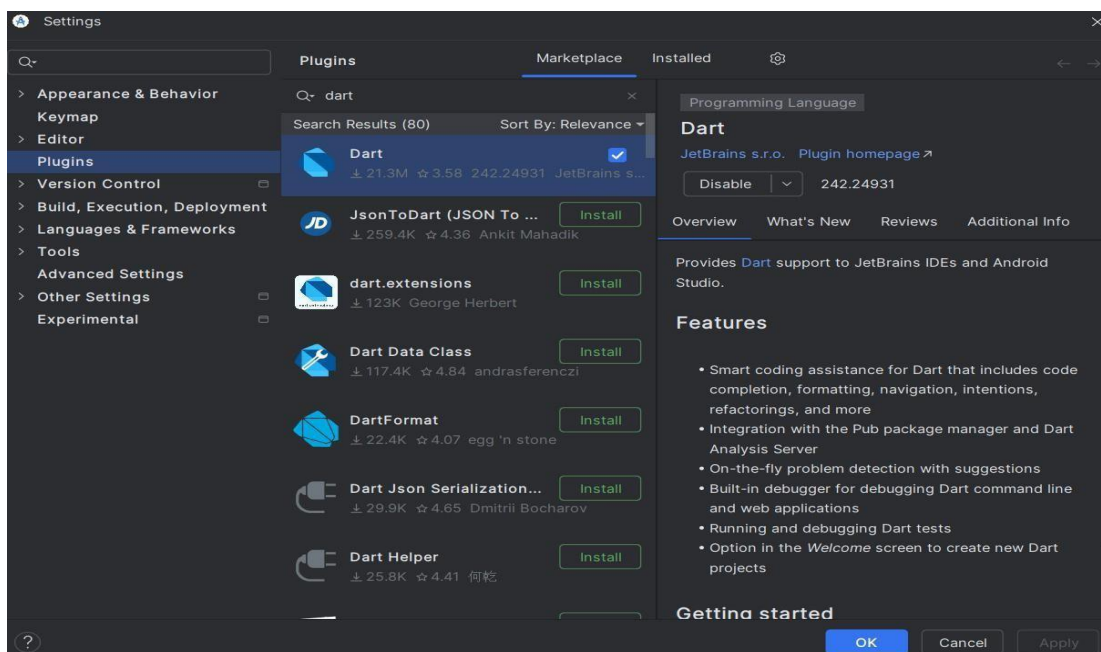 Settings
Appearance & Behavior
Keymap
Editor
Plugins
Version Control
Build, Execution, Deployment
Languages & Frameworks
Tools
Advanced Settings
Other Settings
Experimental
Plugins
Marketplace
Installed
dart
Search Results (80)
Sort By: Relevance
Dart
21.3M 3.58 242.24931 JetBrains s...
JsonToDart (JSON To ...
Install
259.4K 4.36 Ankit Mahadik
dart.extensions
Install
123K George Herbert
Dart Data Class
Install
117.4K 4.84 andrasferenczi
DartFormat
Install
22.4K 4.07 egg 'n stone
Dart Json Serialization...
Install
29.9K 4.65 Dmitrii Bocharov
Dart Helper
Install
25.8K 4.41 何乾
Programming Language
Dart
JetBrains s.r.o. Plugin homepage
Disable
242.24931
Overview
What's New
Reviews
Additional Info
Provides Dart support to JetBrains IDEs and Android
Studio.
Features
• Smart coding assistance for Dart that includes code
completion, formatting, navigation, intentions,
refactorings, and more
• Integration with the Pub package manager and Dart
Analysis Server
• On-the-fly problem detection with suggestions
• Built-in debugger for debugging Dart command line
and web applications
• Running and debugging Dart tests
• Option in the Welcome screen to create new Dart
projects
Getting started
?
OK
Cancel
Apply